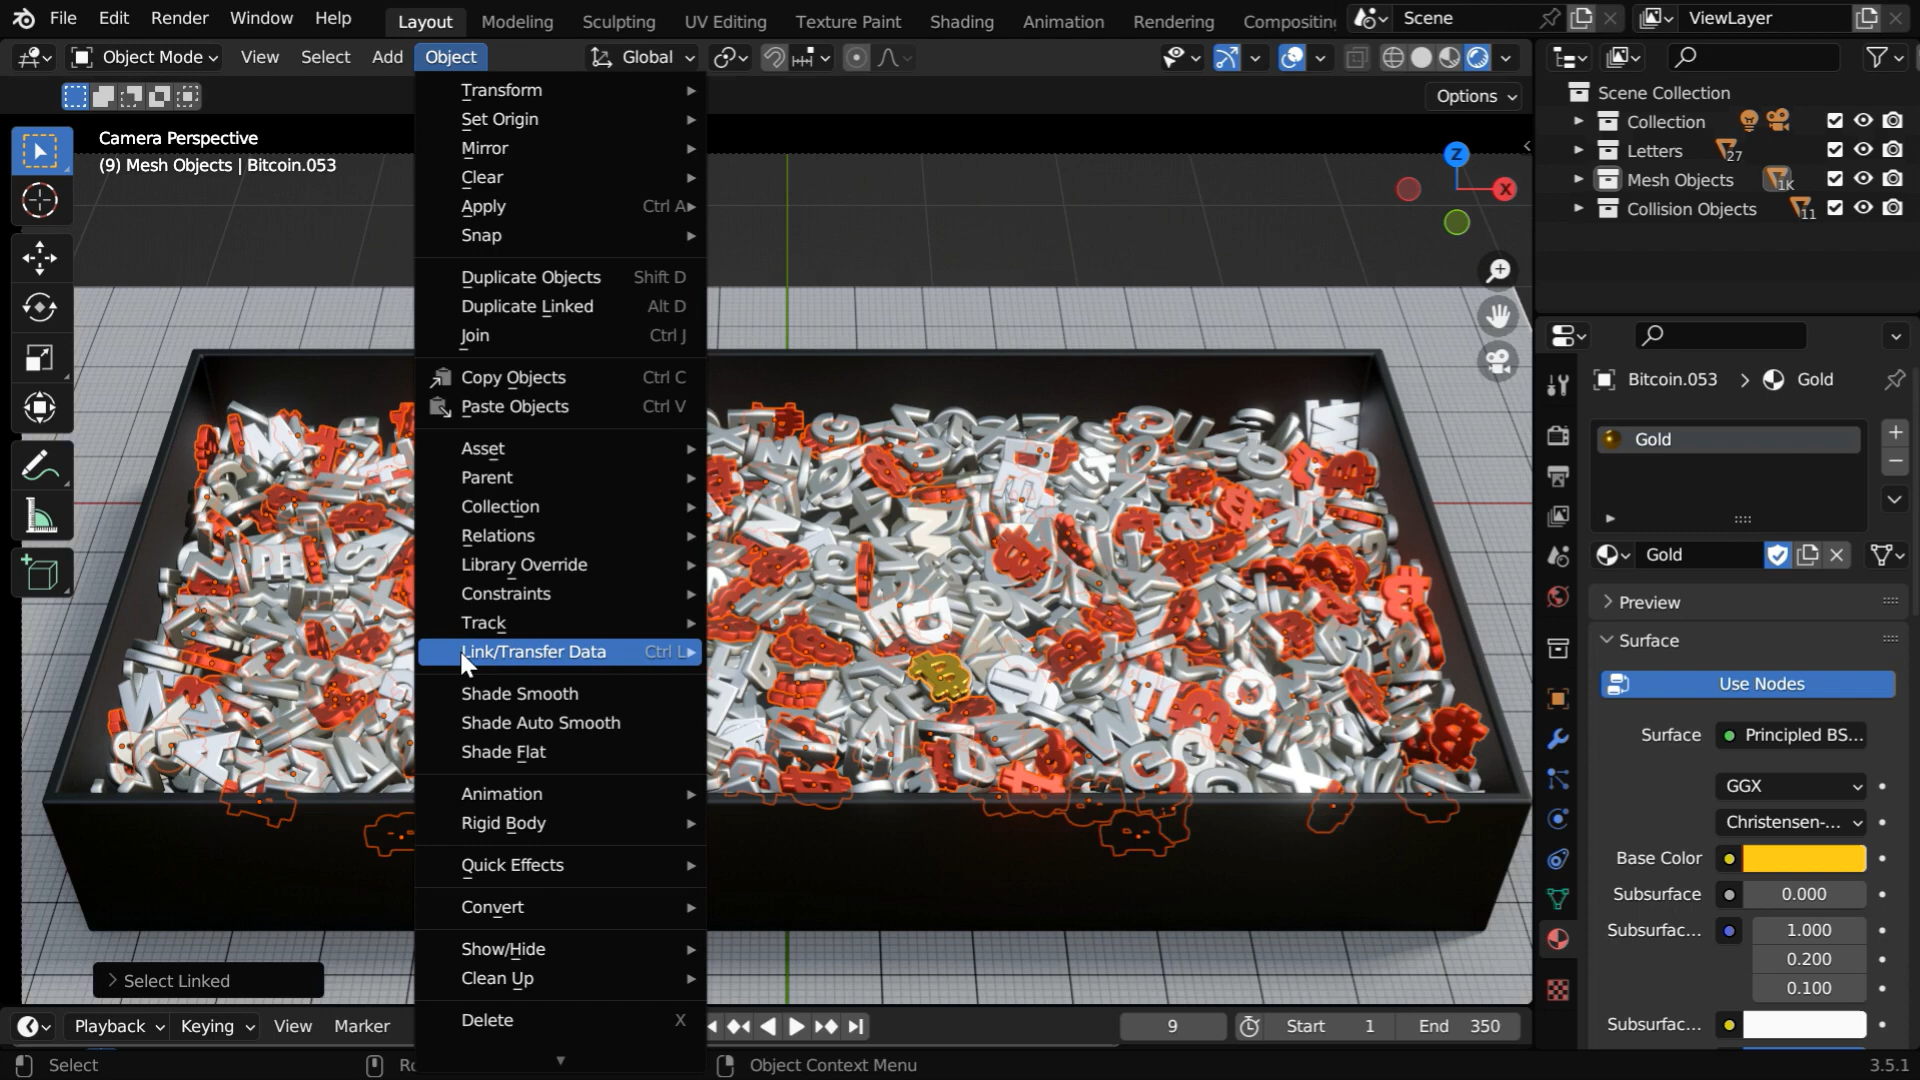 File Edit Render Window Help Layout Modeling Sculpting UV Editing Texture Paint Shading Animation Rendering Compositin Scene ViewLayer
Object Mode View Select Add Object Global
Options
Camera Perspective
(9) Mesh Objects | Bitcoin.053
Transform
Set Origin
Mirror
Clear
Apply Ctrl A
Snap
Duplicate Objects Shift D
Duplicate Linked Alt D
Join Ctrl J
Copy Objects Ctrl C
Paste Objects Ctrl V
Asset
Parent
Collection
Relations
Library Override
Constraints
Track
Link/Transfer Data Ctrl L
Shade Smooth
Shade Auto Smooth
Shade Flat
Animation
Rigid Body
Quick Effects
Convert
Show/Hide
Clean Up
Delete X
Z
X
Select Linked
Scene Collection
Collection
Letters 27
Mesh Objects 1K
Collision Objects 11
Bitcoin.053 > Gold
Gold
Gold
Preview
Surface
Use Nodes
Surface Principled BS...
GGX
Christensen-...
Base Color
Subsurface 0.000
Subsurfac... 1.000
0.200
0.100
Subsurfac...
Playback Keying View Marker 9 Start 1 End 350
Select Object Context Menu 3.5.1